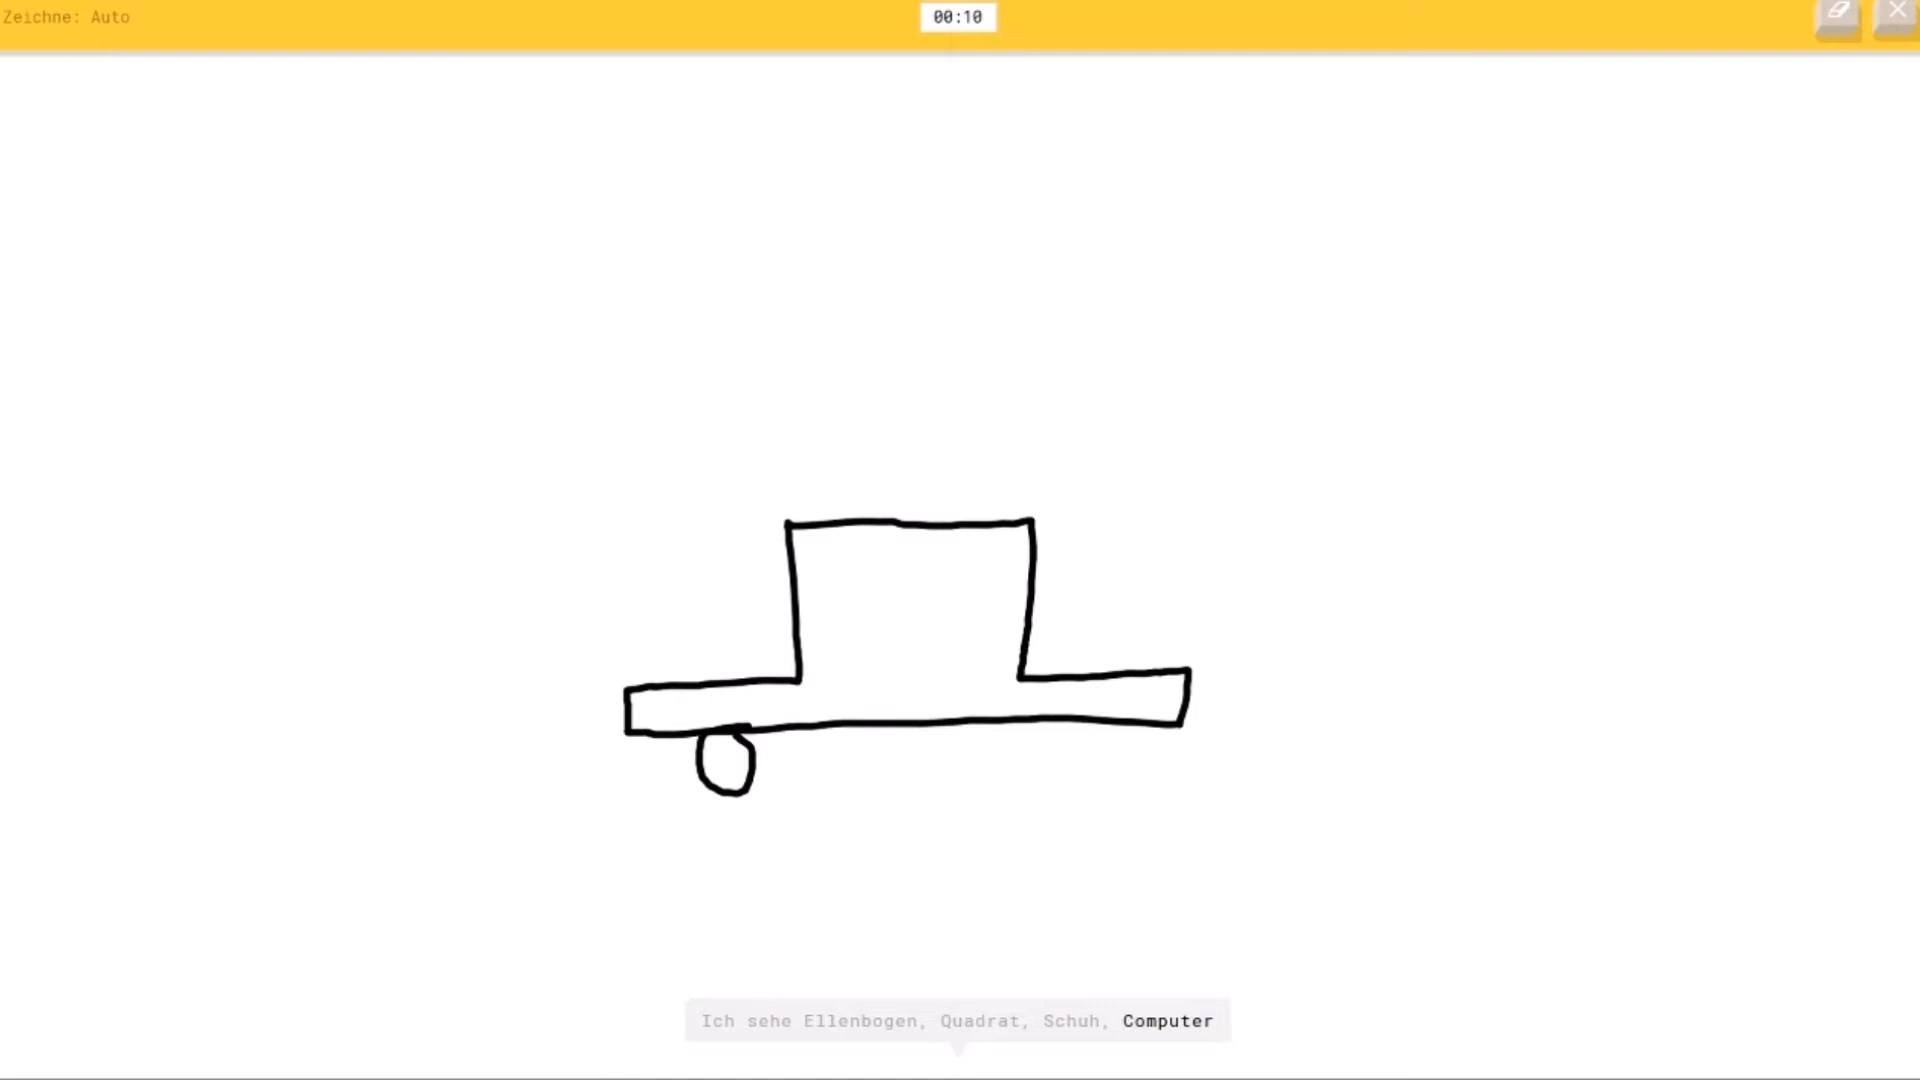 Zeichne: Auto
00:10
Ich sehe Ellenbogen, Quadrat, Schuh, Computer